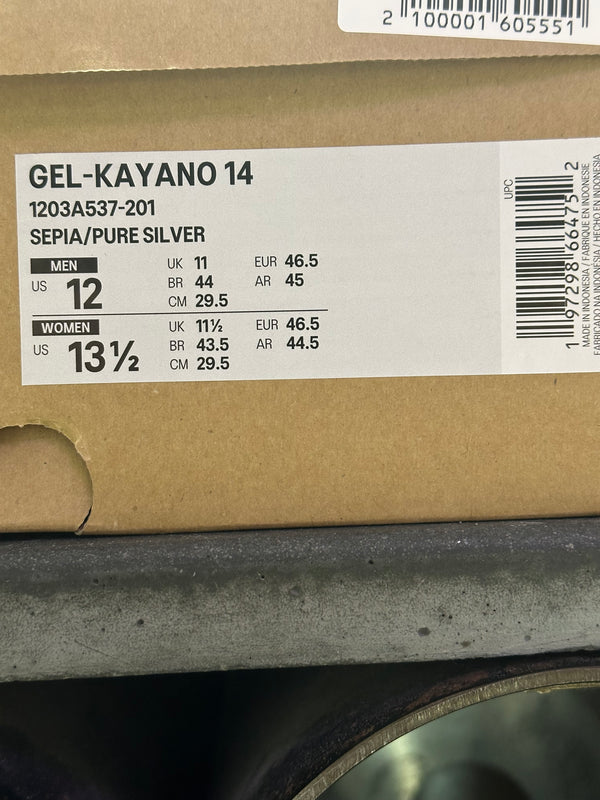 2 100001 605551
GEL-KAYANO 14
1203A537-201
SEPIA/PURE SILVER
MEN
US 12
UK 11 EUR 46.5
BR 44 AR 45
CM 29.5
WOMEN
US 13½
UK 11½ EUR 46.5
BR 43.5 AR 44.5
CM 29.5
UPC
1 97298 66475 2
MADE IN INDONESIA / FABRIQUE EN INDONESIE
FABRICADO NA INDONÉSIA / HECHO EN INDONESIA